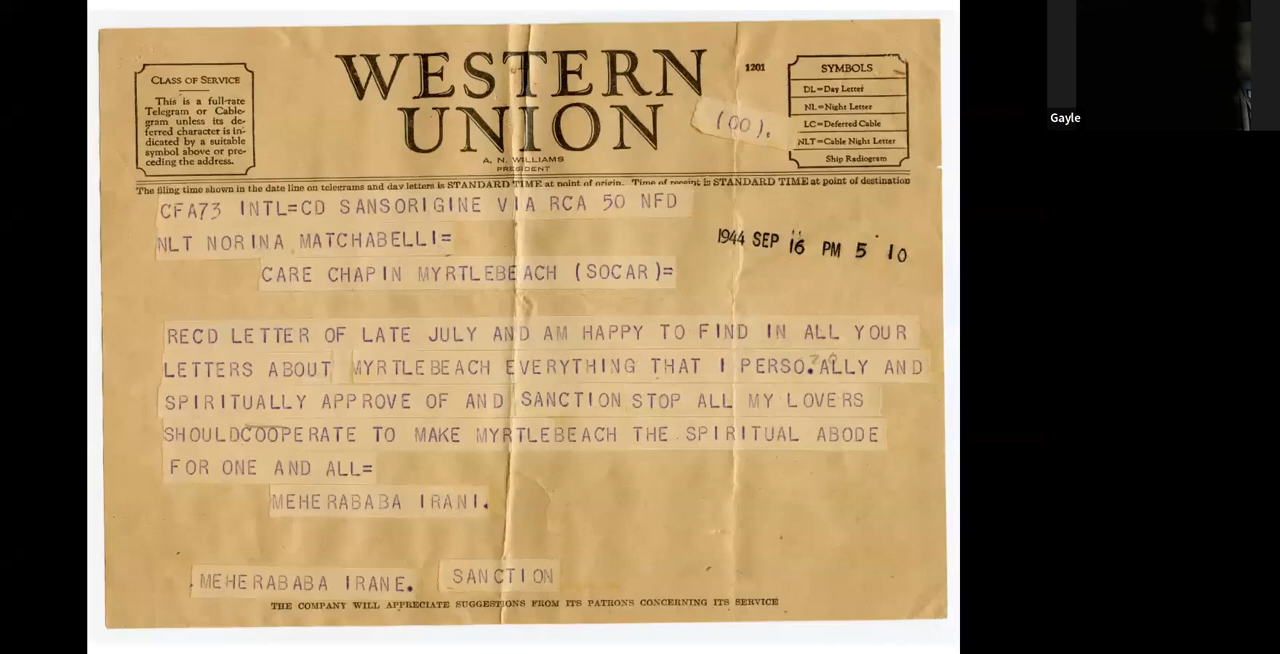 CLASS OF SERVICE
This is a full-rate
Telegram or Cable-
gram unless its de-
ferred character is in-
dicated by a suitable
symbol above or pre-
ceding the address.
WESTERN
UNION
A. N. WILLIAMS
PRESIDENT
1201
(00).
SYMBOLS
DL=Day Letter
NL=Night Letter
LC=Deferred Cable
NLT=Cable Night Letter
Ship Radiogram
Gayle
The filing time shown in the date line on telegrams and day letters is STANDARD TIME at point of origin. Time of receipt is STANDARD TIME at point of destination
CFA73 INTL=CD SANSORIGINE VIA RCA 50 NFD
NLT NORINA MATCHABELLI=
1944 SEP 16 PM 5 10
CARE CHAPIN MYRTLEBEACH (SOCAR)=
RECD LETTER OF LATE JULY AND AM HAPPY TO FIND IN ALL YOUR
LETTERS ABOUT MYRTLEBEACH EVERYTHING THAT I PERSO.ALLY AND
SPIRITUALLY APPROVE OF AND SANCTION STOP ALL MY LOVERS
SHOULDCOOPERATE TO MAKE MYRTLEBEACH THE SPIRITUAL ABODE
FOR ONE AND ALL=
MEHERABABA IRANI.
.MEHERABABA IRANE. SANCTION
THE COMPANY WILL APPRECIATE SUGGESTIONS FROM ITS PATRONS CONCERNING ITS SERVICE